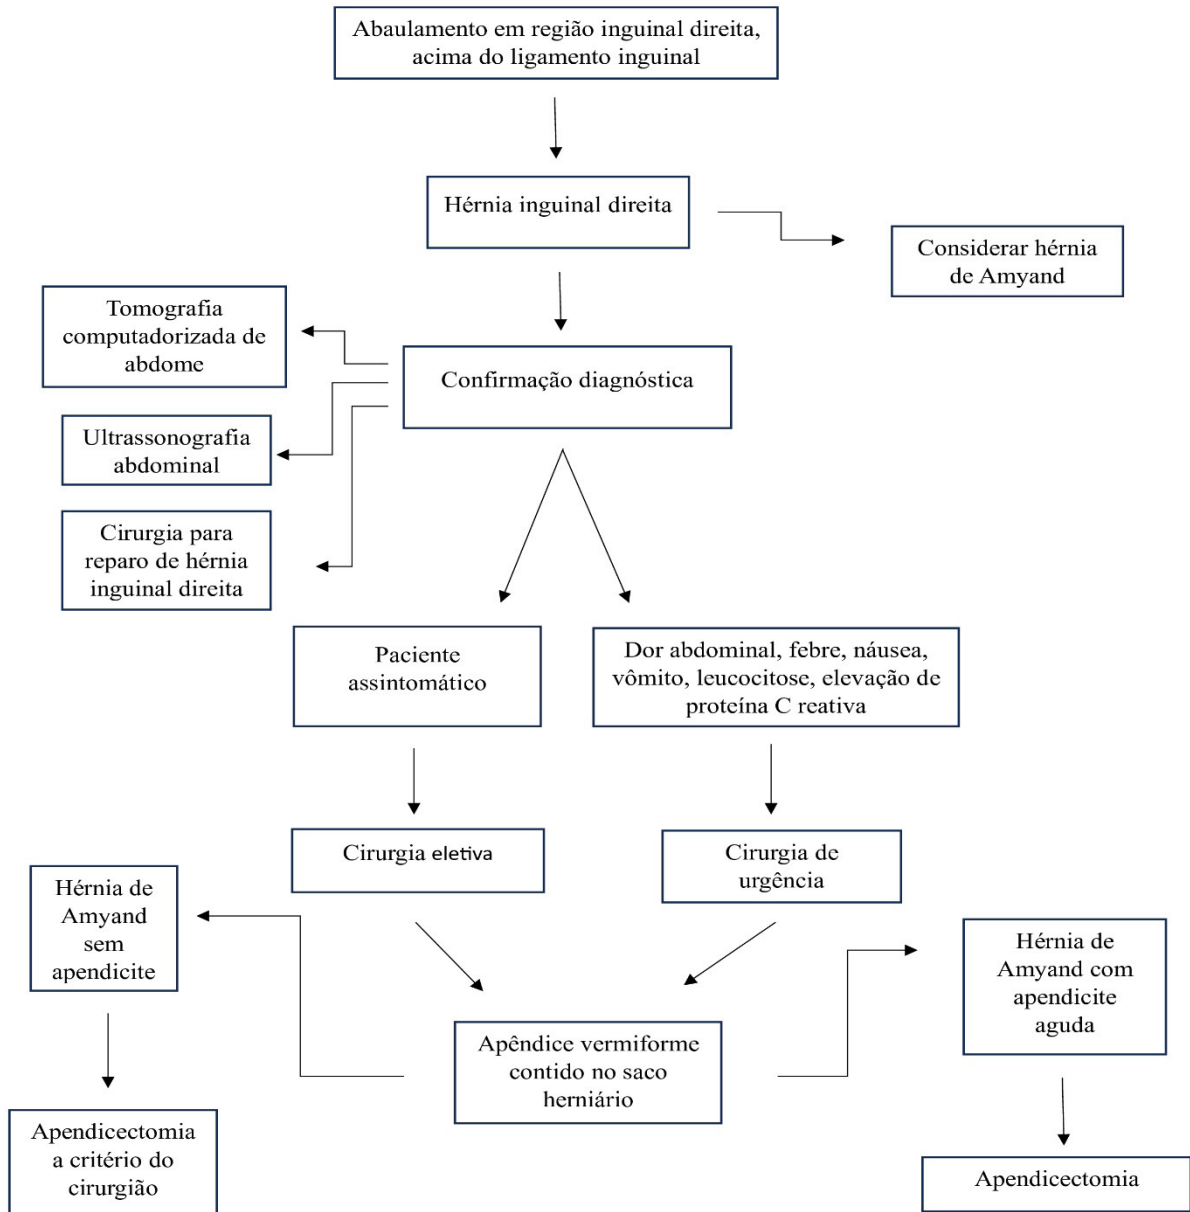 Abaulamento em região inguinal direita,
acima do ligamento inguinal
Hérnia inguinal direita
Considerar hérnia
de Amyand
Tomografia
computadorizada de
abdome
Confirmação diagnóstica
Ultrassonografia
abdominal
Cirurgia para
reparo de hérnia
inguinal direita
Paciente
assintomático
Dor abdominal, febre, náusea,
vômito, leucocitose, elevação de
proteína C reativa
Cirurgia eletiva
Cirurgia de
urgência
Hérnia de
Amyand
sem
apendicite
Hérnia de
Amyand com
apendicite
aguda
Apêndice vermiforme
contido no saco
herniário
Apendicectomia
a critério do
cirurgião
Apendicectomia